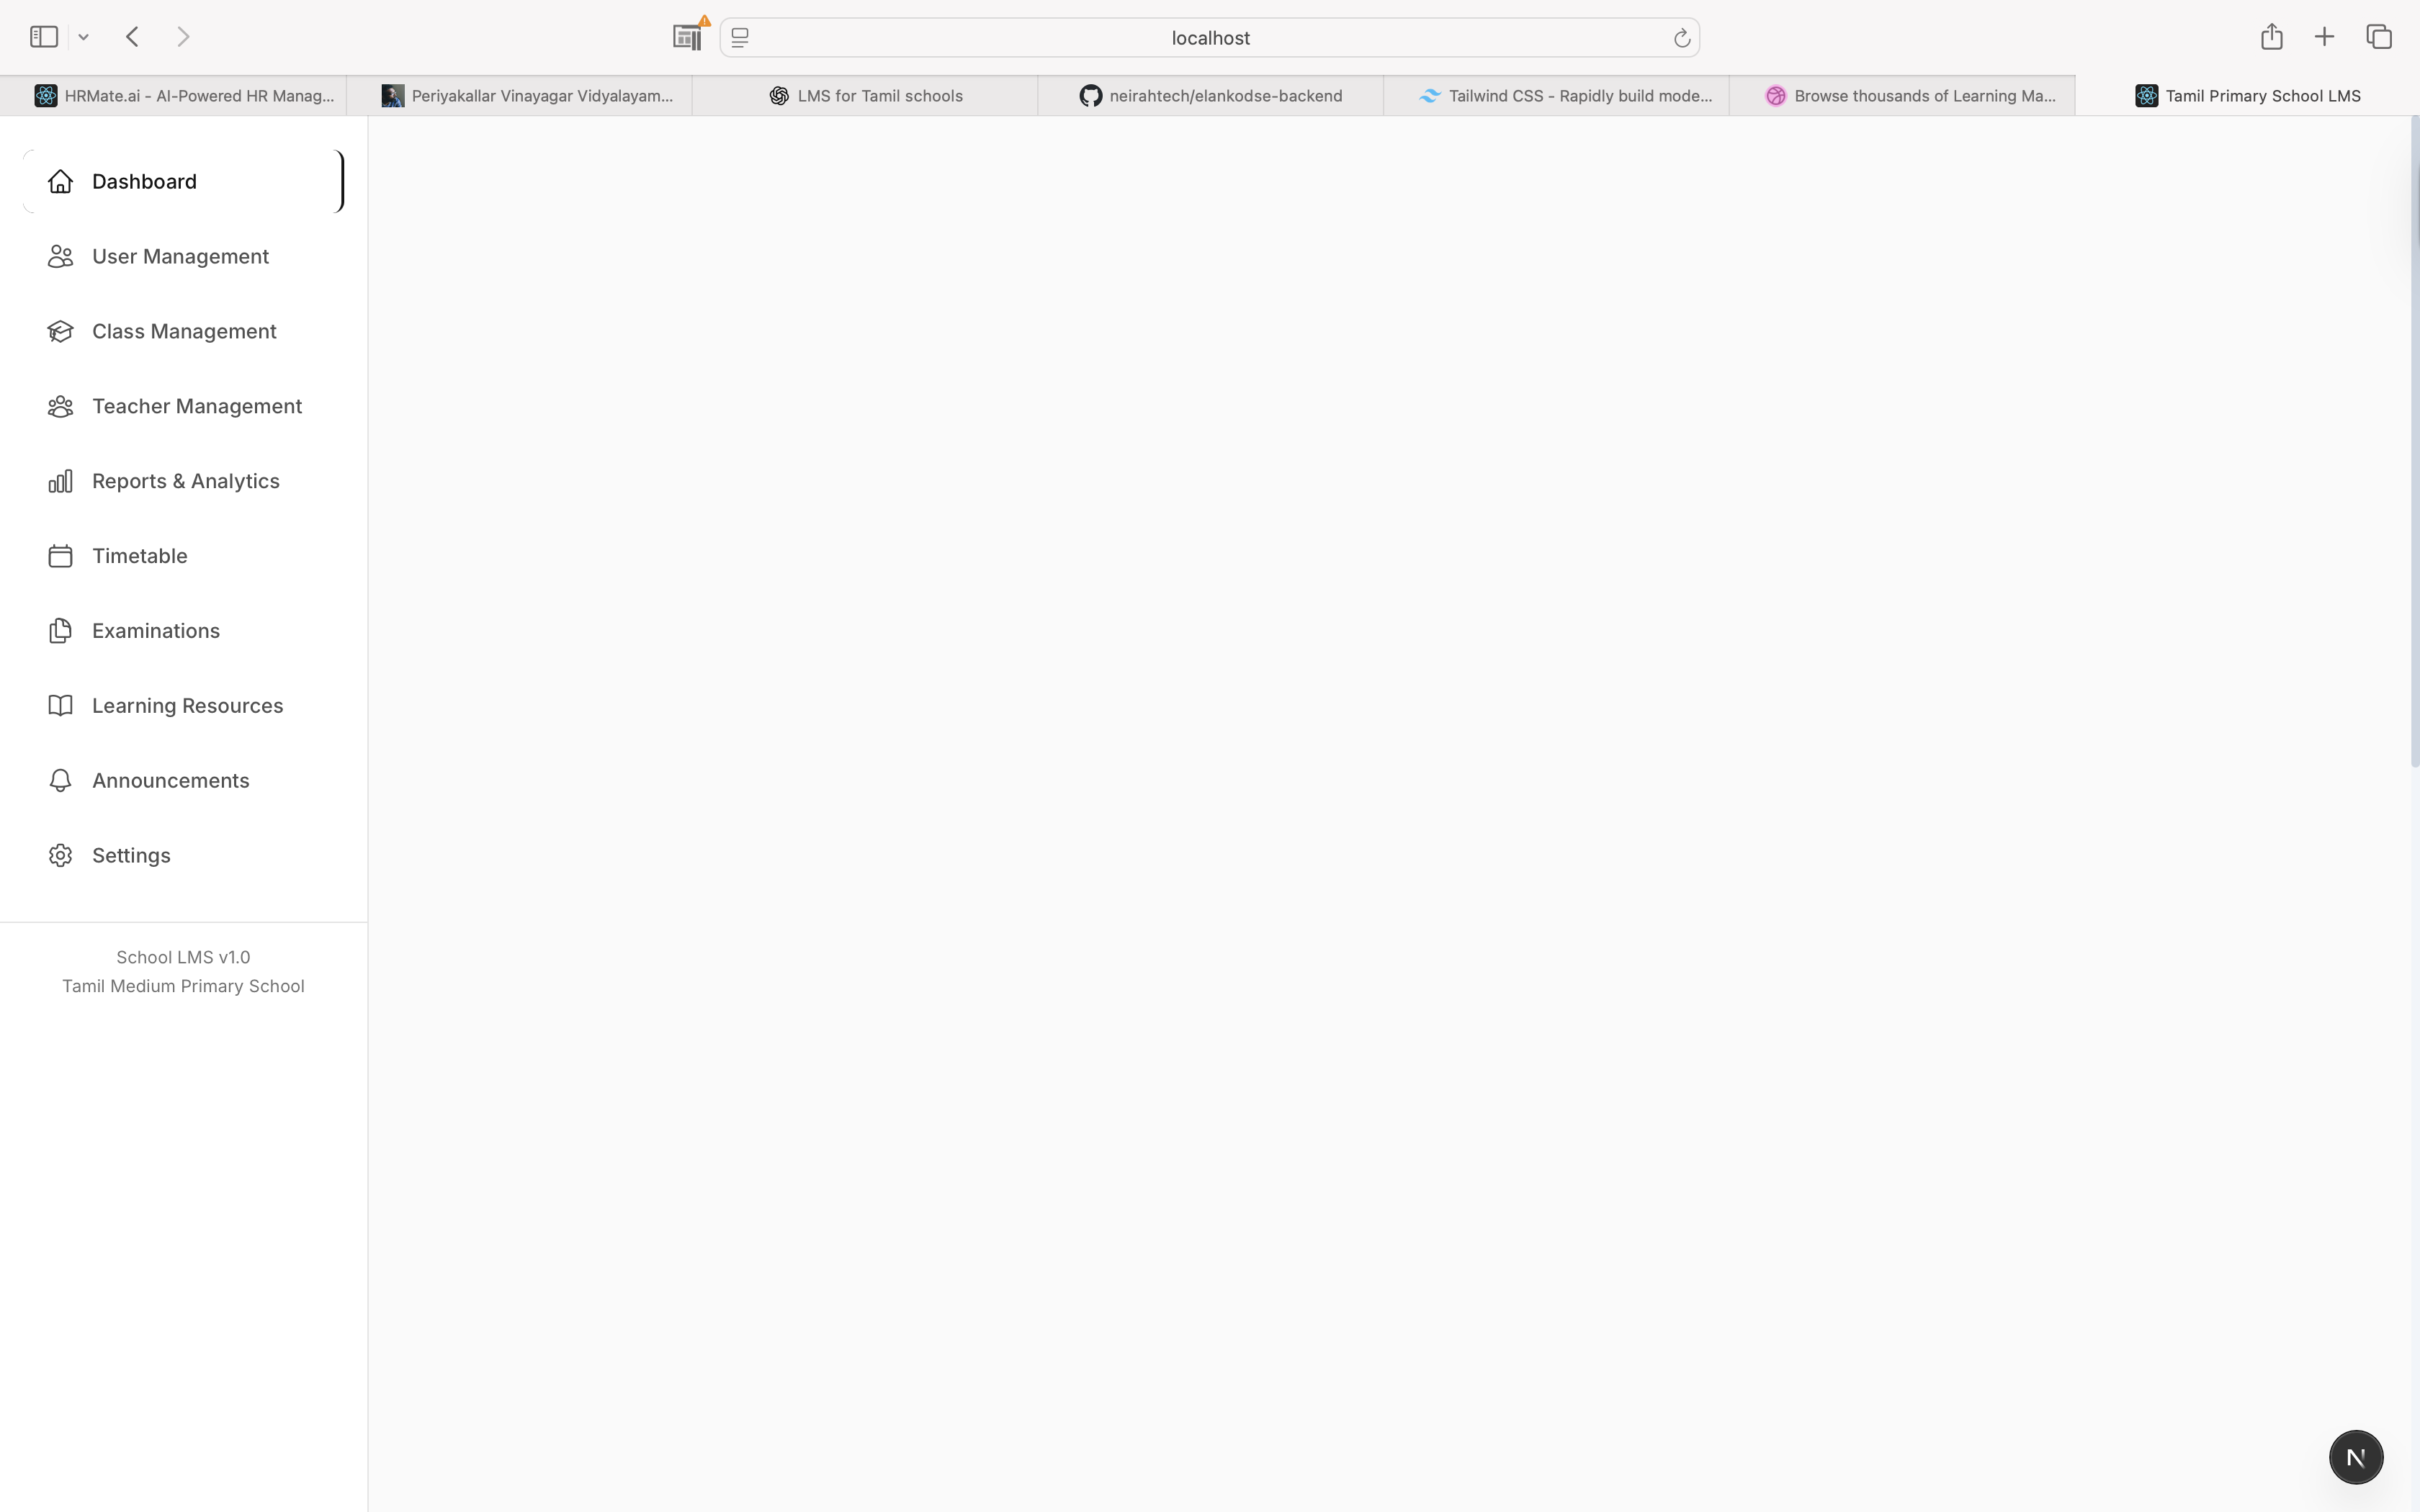 localhost
HRMate.ai - AI-Powered HR Manag...
Periyakallar Vinayagar Vidyalayam...
LMS for Tamil schools
neirahtech/elankodse-backend
Tailwind CSS - Rapidly build mode...
Browse thousands of Learning Ma...
Tamil Primary School LMS
Dashboard
User Management
Class Management
Teacher Management
Reports & Analytics
Timetable
Examinations
Learning Resources
Announcements
Settings
School LMS v1.0
Tamil Medium Primary School
N